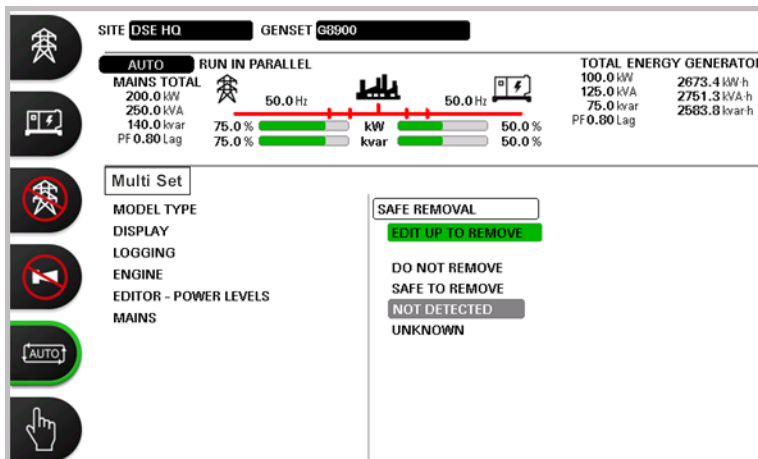 SITE DSE HQ GENSET G8900
AUTO RUN IN PARALLEL
MAINS TOTAL
200.0 kW
250.0 kVA
140.0 kvar
PF 0.80 Lag
50.0 Hz
50.0 Hz
75.0 % kW 50.0 %
75.0 % kvar 50.0 %
TOTAL ENERGY GENERATO
100.0 kW 2673.4 kW·h
125.0 kVA 2751.3 kVA·h
75.0 kvar 2583.8 kvar·h
PF 0.80 Lag
Multi Set
MODEL TYPE
DISPLAY
LOGGING
ENGINE
EDITOR - POWER LEVELS
MAINS
SAFE REMOVAL
EDIT UP TO REMOVE
DO NOT REMOVE
SAFE TO REMOVE
NOT DETECTED
UNKNOWN
AUTO